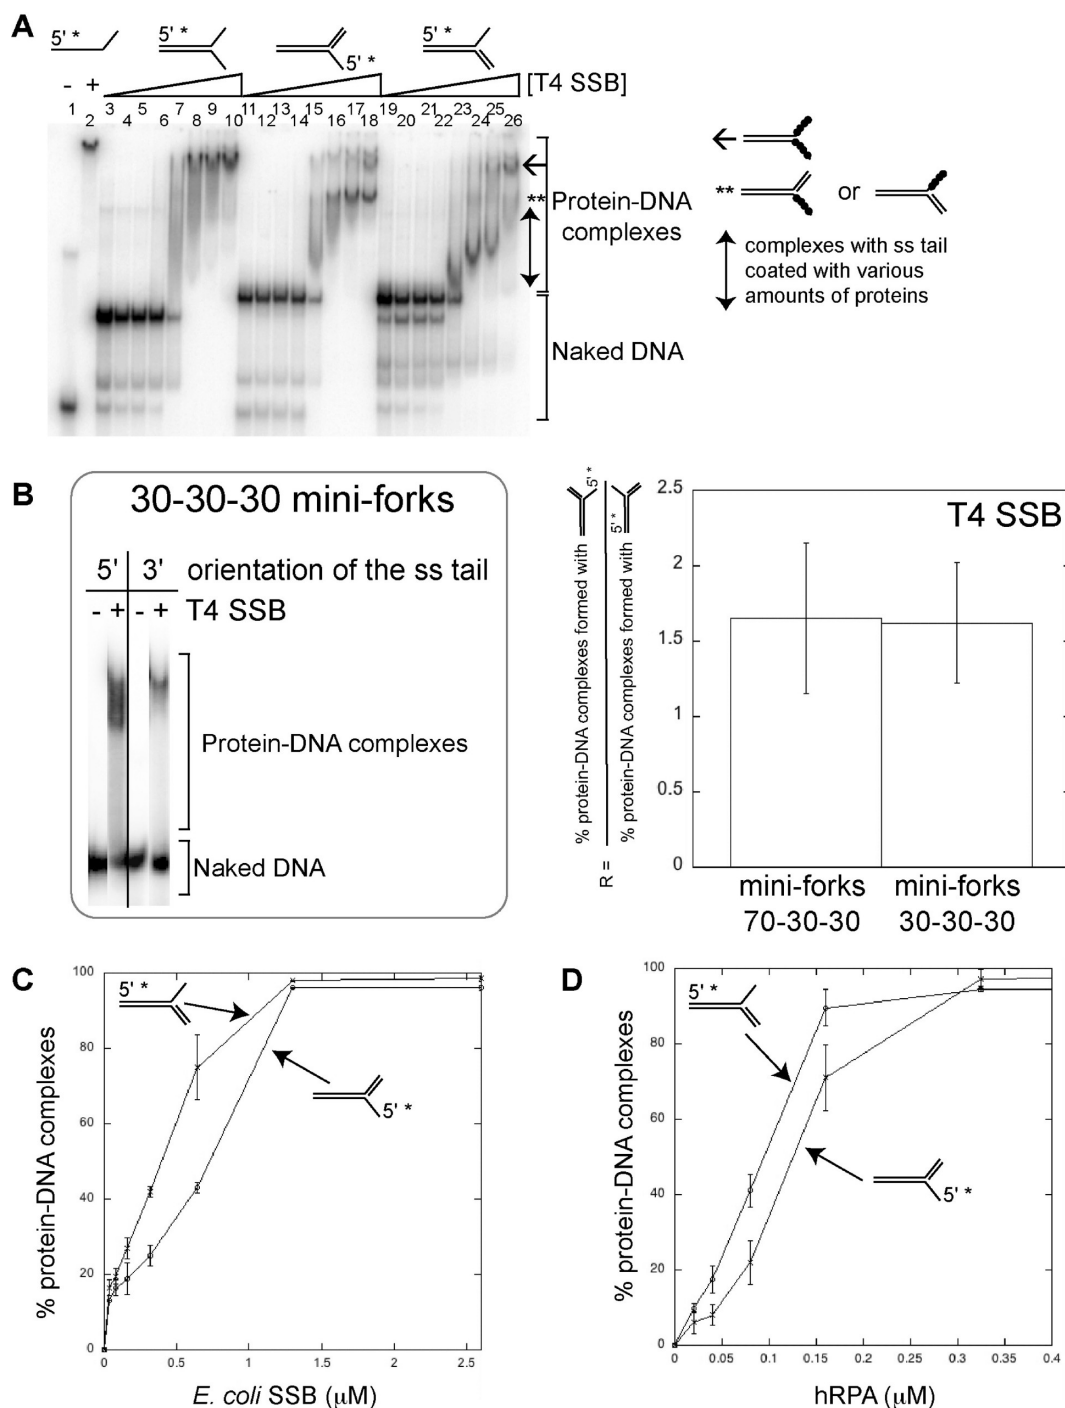 A
5' *
5' *
5' *
5' *
- +
[T4 SSB]
1 3 5 7 9 11 13 15 17 19 21 23 25
2 4 6 8 10 12 14 16 18 20 22 24 26
** Protein-DNA
complexes
Naked DNA
** or
complexes with ss tail
coated with various
amounts of proteins
B
30-30-30 mini-forks
5' 3' orientation of the ss tail
- + - + T4 SSB
Protein-DNA complexes
Naked DNA
R =
% protein-DNA complexes formed with
5' *
% protein-DNA complexes formed with
5' *
T4 SSB
2.5
2
1.5
1
0.5
0
mini-forks
70-30-30
mini-forks
30-30-30
C
% protein-DNA complexes
100
80
60
40
20
0
5' *
5' *
0 0.5 1 1.5 2 2.5
E. coli SSB (μM)
D
% protein-DNA complexes
100
80
60
40
20
0
5' *
5' *
0 0.05 0.1 0.15 0.2 0.25 0.3 0.35 0.4
hRPA (μM)